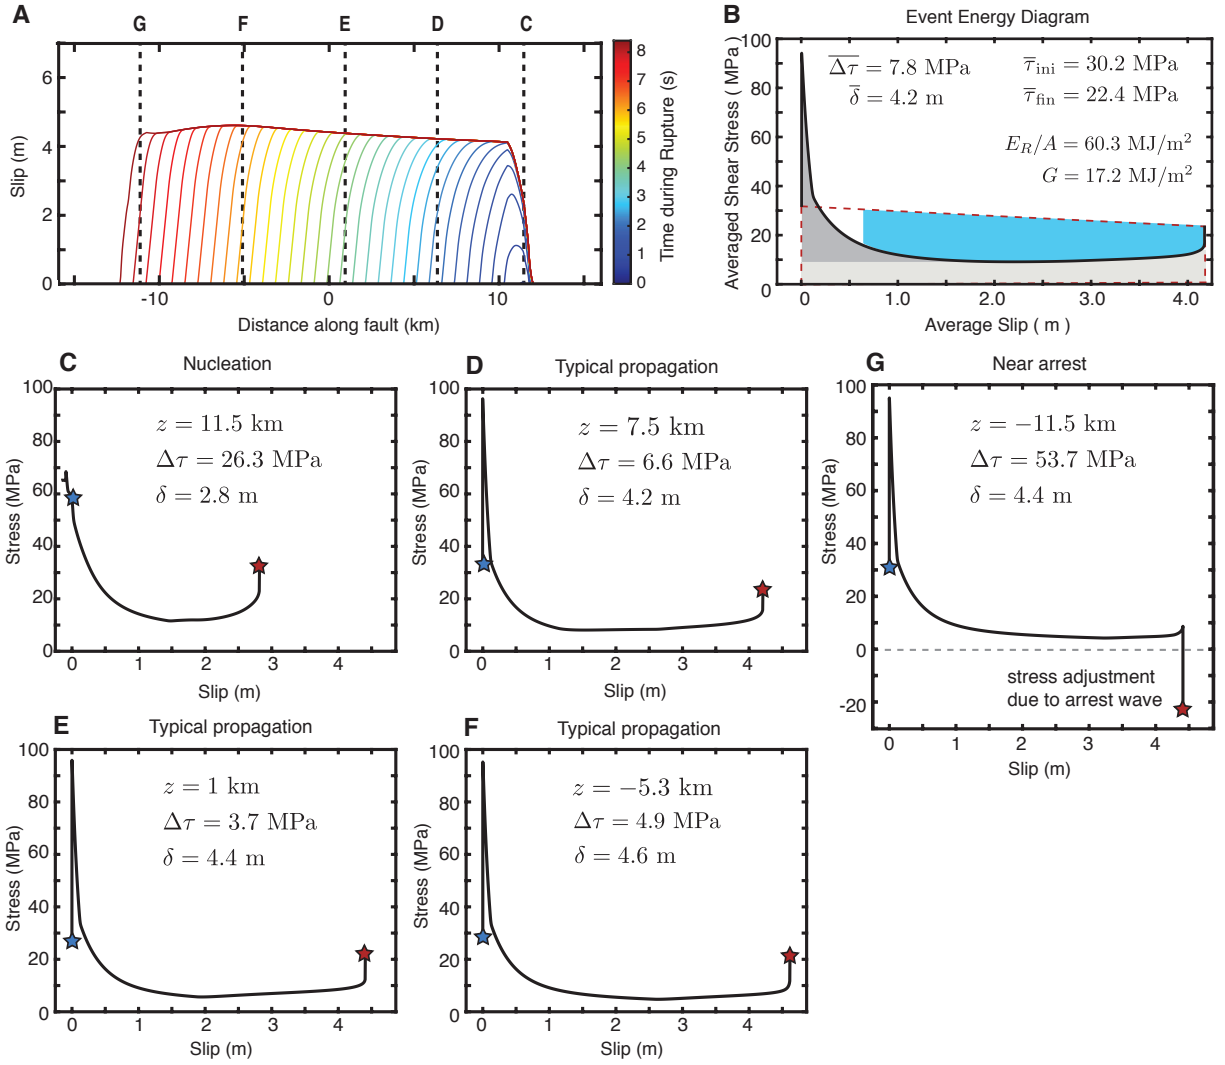 A
G
F
E
D
C
6
4
2
0
Slip (m)
-10
0
10
Distance along fault (km)
8
7
6
5
4
3
2
1
0
Time during Rupture (s)
B
Event Energy Diagram
100
80
60
40
20
0
Averaged Shear Stress ( MPa )
0
1.0
2.0
3.0
4.0
Average Slip ( m )
Δτ = 7.8 MPa
δ = 4.2 m
τini = 30.2 MPa
τfin = 22.4 MPa
ER/A = 60.3 MJ/m²
G = 17.2 MJ/m²
C
Nucleation
z = 11.5 km
Δτ = 26.3 MPa
δ = 2.8 m
100
80
60
40
20
0
Stress (MPa)
0
1
2
3
4
Slip (m)
D
Typical propagation
z = 7.5 km
Δτ = 6.6 MPa
δ = 4.2 m
100
80
60
40
20
0
Stress (MPa)
0
1
2
3
4
Slip (m)
G
Near arrest
z = −11.5 km
Δτ = 53.7 MPa
δ = 4.4 m
100
80
60
40
20
0
-20
Stress (MPa)
stress adjustment
due to arrest wave
0
1
2
3
4
Slip (m)
E
Typical propagation
z = 1 km
Δτ = 3.7 MPa
δ = 4.4 m
100
80
60
40
20
0
Stress (MPa)
0
1
2
3
4
Slip (m)
F
Typical propagation
z = −5.3 km
Δτ = 4.9 MPa
δ = 4.6 m
100
80
60
40
20
0
Stress (MPa)
0
1
2
3
4
Slip (m)